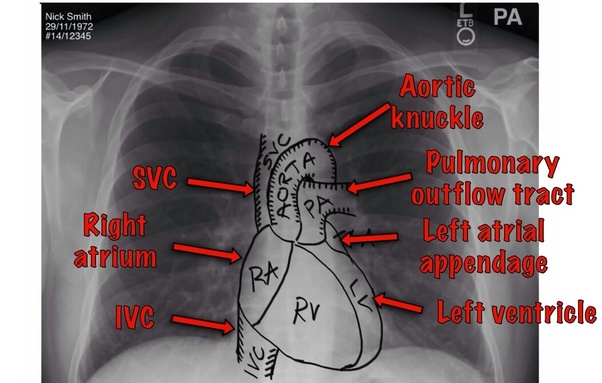 Nick Smith
29/11/1972
#14/12345
L
ETB
PA
Aortic
knuckle
SVC
AORTA
SVC
Pulmonary
outflow tract
PA
Right
atrium
Left atrial
appendage
RA
RV
LV
IVC
Left ventricle
IVC